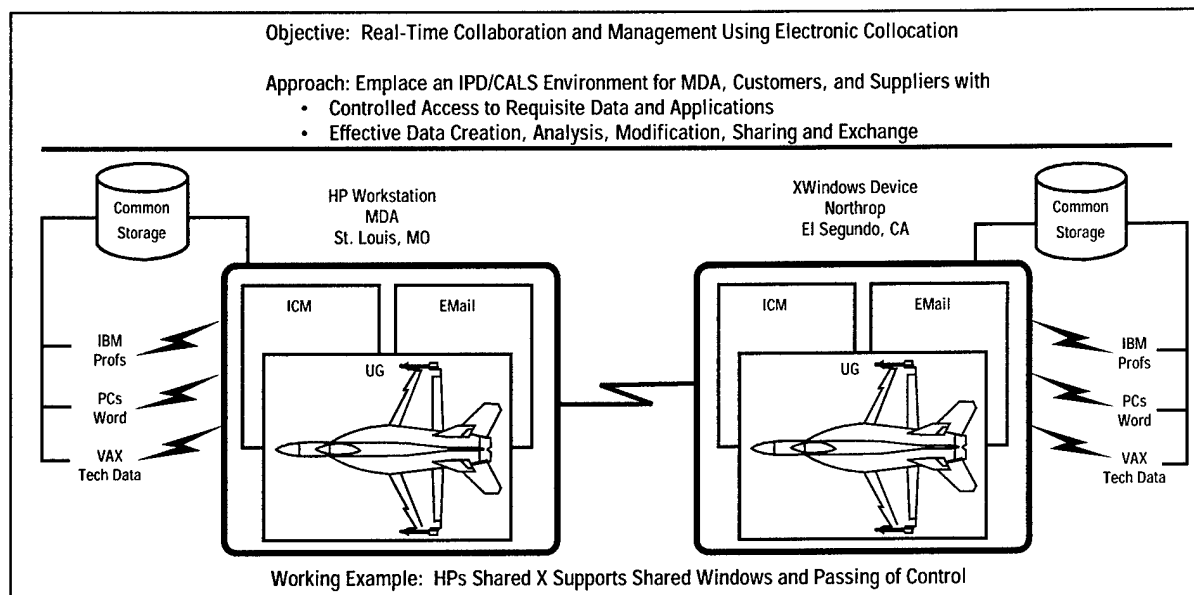 Objective: Real-Time Collaboration and Management Using Electronic Collocation
Approach: Emplace an IPD/CALS Environment for MDA, Customers, and Suppliers with
• Controlled Access to Requisite Data and Applications
• Effective Data Creation, Analysis, Modification, Sharing and Exchange
Common
Storage
HP Workstation
MDA
St. Louis, MO
XWindows Device
Northrop
El Segundo, CA
Common
Storage
ICM
EMail
UG
IBM
Profs
PCs
Word
VAX
Tech Data
ICM
EMail
UG
IBM
Profs
PCs
Word
VAX
Tech Data
Working Example: HPs Shared X Supports Shared Windows and Passing of Control